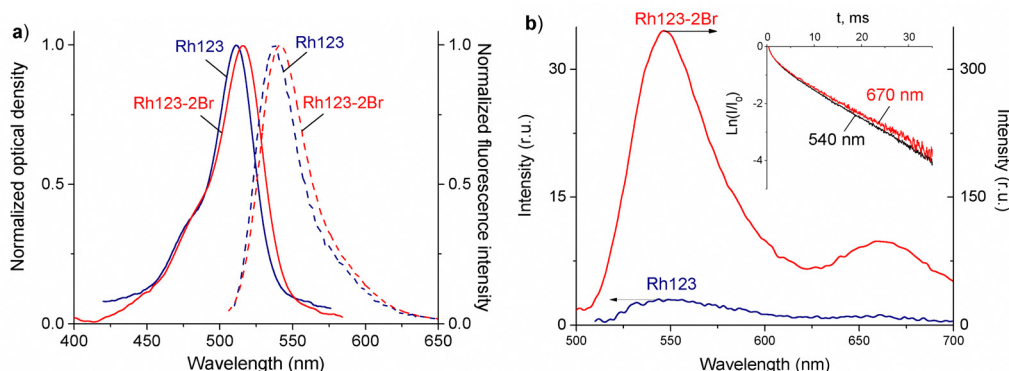 a)
Normalized optical density
1.0
0.5
0.0
400 450 500 550 600 650
Wavelength (nm)
Rh123
Rh123-2Br
Rh123
Rh123-2Br
1.0
0.5
0.0
Normalized fluorescence intensity
b)
Intensity (r.u.)
30
15
0
500 550 600 650 700
Wavelength (nm)
Rh123-2Br
Rh123
t, ms
0 10 20 30
Ln(I/I0)
0
-2
-4
670 nm
540 nm
300
150
0
Intensity (r.u.)